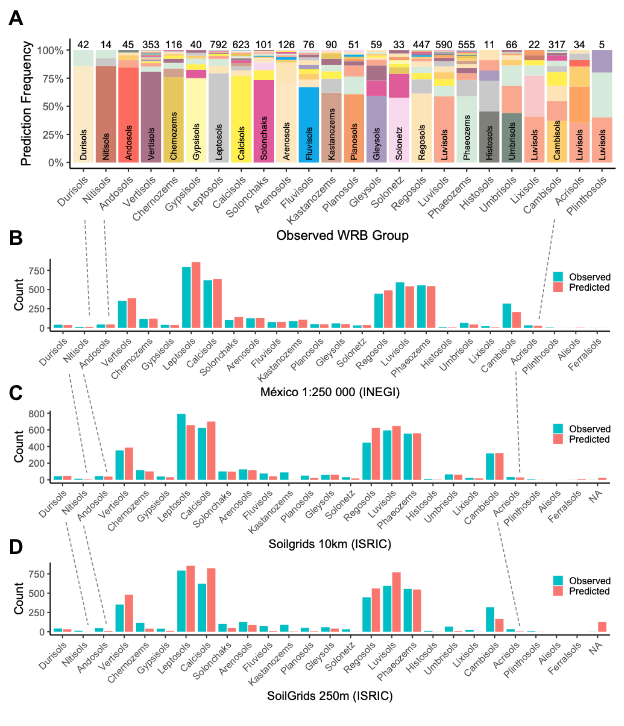 A
42 14 45 353 116 40 792 623 101 126 76 90 51 59 33 447 590 555 11 66 22 317 34 5
Prediction Frequency
100%
75%
50%
25%
0%
Durisols Nitisols Andosols Vertisols Chernozems Gypsisols Leptosols Calcisols Solonchaks Arenosols Fluvisols Kastanozems Planosols Gleysols Solonetz Regosols Luvisols Phaeozems Histosols Umbrisols Luvisols Cambisols Luvisols Luvisols
Durisols Nitisols Andosols Vertisols Chernozems Gypsisols Leptosols Calcisols Solonchaks Arenosols Fluvisols Kastanozems Planosols Gleysols Solonetz Regosols Luvisols Phaeozems Histosols Umbrisols Lixisols Cambisols Acrisols Plinthosols
Observed WRB Group
B
Count
750
500
250
0
Observed
Predicted
Durisols Nitisols Andosols Vertisols Chernozems Gypsisols Leptosols Calcisols Solonchaks Arenosols Fluvisols Kastanozems Planosols Gleysols Solonetz Regosols Luvisols Phaeozems Histosols Umbrisols Lixisols Cambisols Acrisols Plinthosols Alisols Ferralsols
México 1:250 000 (INEGI)
C
Count
800
600
400
200
0
Observed
Predicted
Durisols Nitisols Andosols Vertisols Chernozems Gypsisols Leptosols Calcisols Solonchaks Arenosols Fluvisols Kastanozems Planosols Gleysols Solonetz Regosols Luvisols Phaeozems Histosols Umbrisols Lixisols Cambisols Acrisols Plinthosols Alisols Ferralsols NA
Soilgrids 10km (ISRIC)
D
Count
750
500
250
0
Observed
Predicted
Durisols Nitisols Andosols Vertisols Chernozems Gypsisols Leptosols Calcisols Solonchaks Arenosols Fluvisols Kastanozems Planosols Gleysols Solonetz Regosols Luvisols Phaeozems Histosols Umbrisols Lixisols Cambisols Acrisols Plinthosols Alisols Ferralsols NA
SoilGrids 250m (ISRIC)